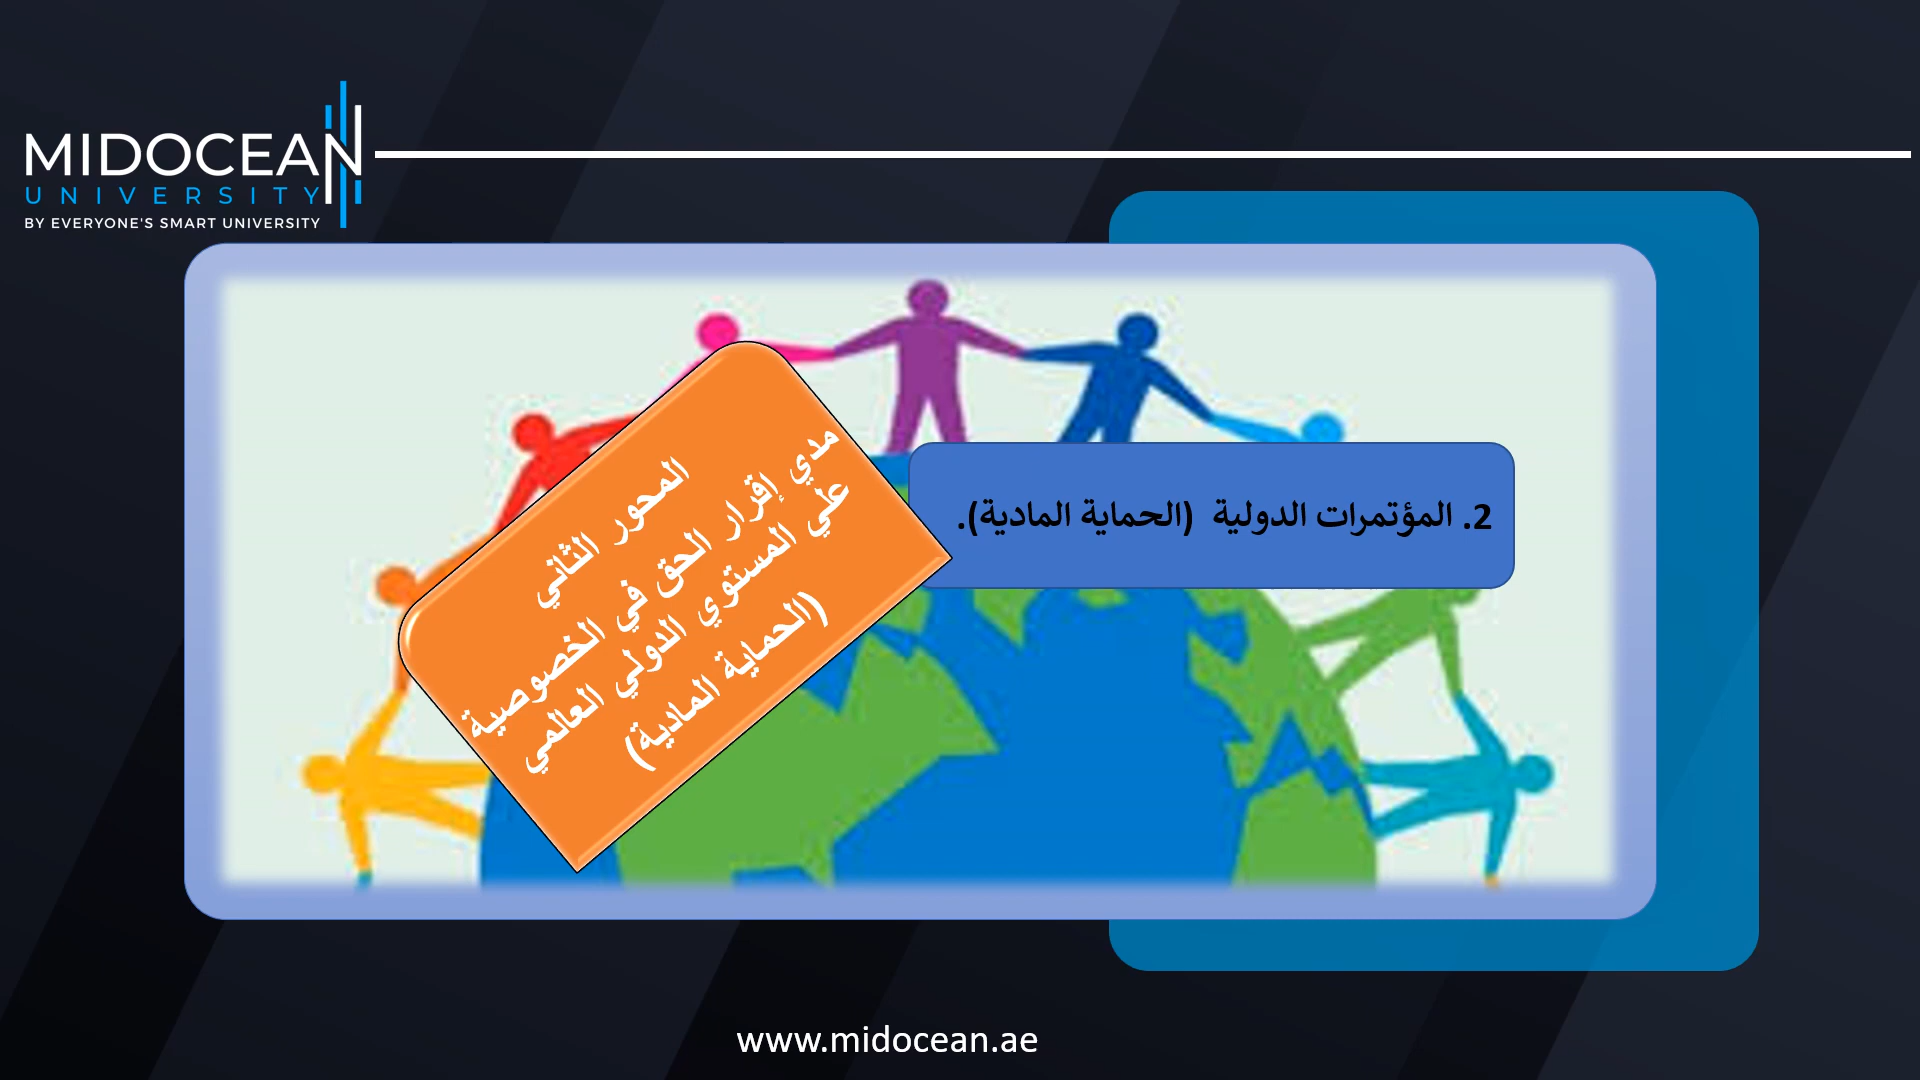 MIDOCEAN
UNIVERSITY
BY EVERYONE'S SMART UNIVERSITY
المحور الثاني
مدي إقرار الحق في الخصوصية
علي المستوي الدولي العالمي
(الحماية المادية)
2. المؤتمرات الدولية (الحماية المادية).
www.midocean.ae